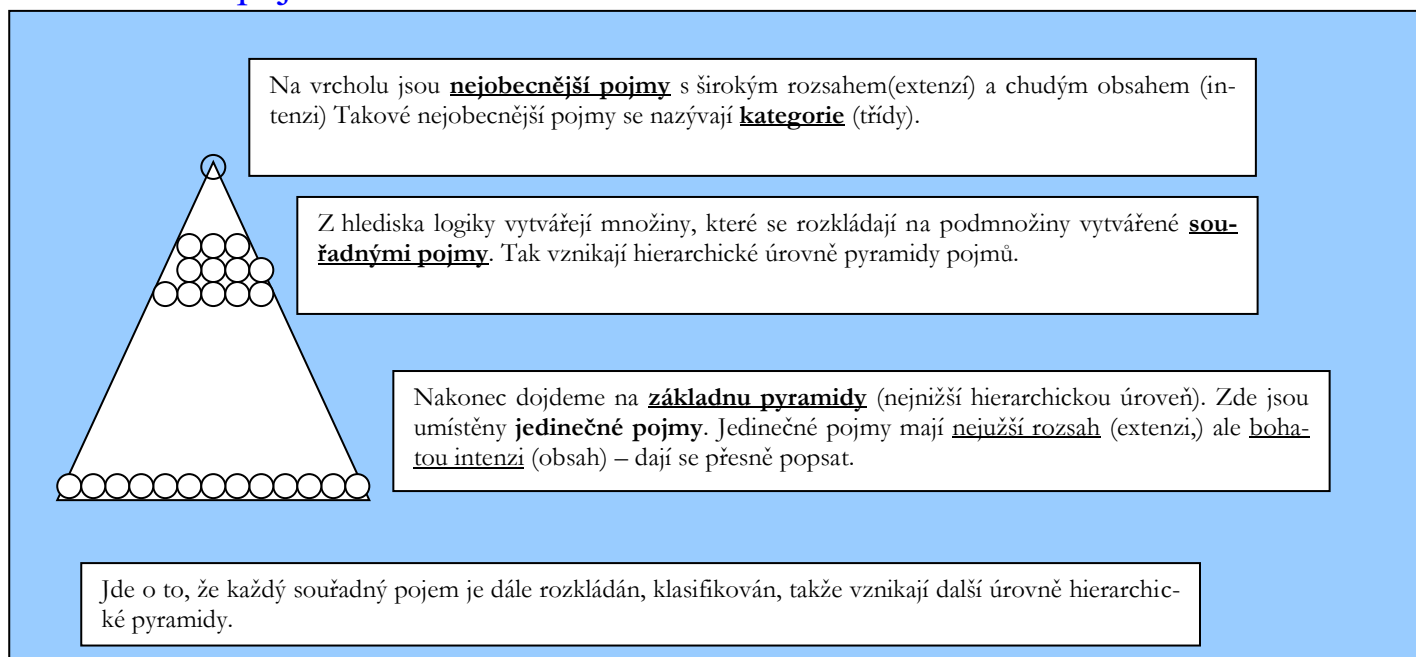 Na vrcholu jsou nejobecnější pojmy s širokým rozsahem(extenzí) a chudým obsahem (in-
tenzi) Takové nejobecnější pojmy se nazývají kategorie (třídy).
Z hlediska logiky vytvářejí množiny, které se rozkládají na podmnožiny vytvářené sou-
řadnými pojmy. Tak vznikají hierarchické úrovně pyramidy pojmů.
Nakonec dojdeme na základnu pyramidy (nejnižší hierarchickou úroveň). Zde jsou
umístěny jedinečné pojmy. Jedinečné pojmy mají nejužší rozsah (extenzi,) ale boha-
tou intenzi (obsah) – dají se přesně popsat.
Jde o to, že každý souřadný pojem je dále rozkládán, klasifikován, takže vznikají další úrovně hierarchic-
ké pyramidy.